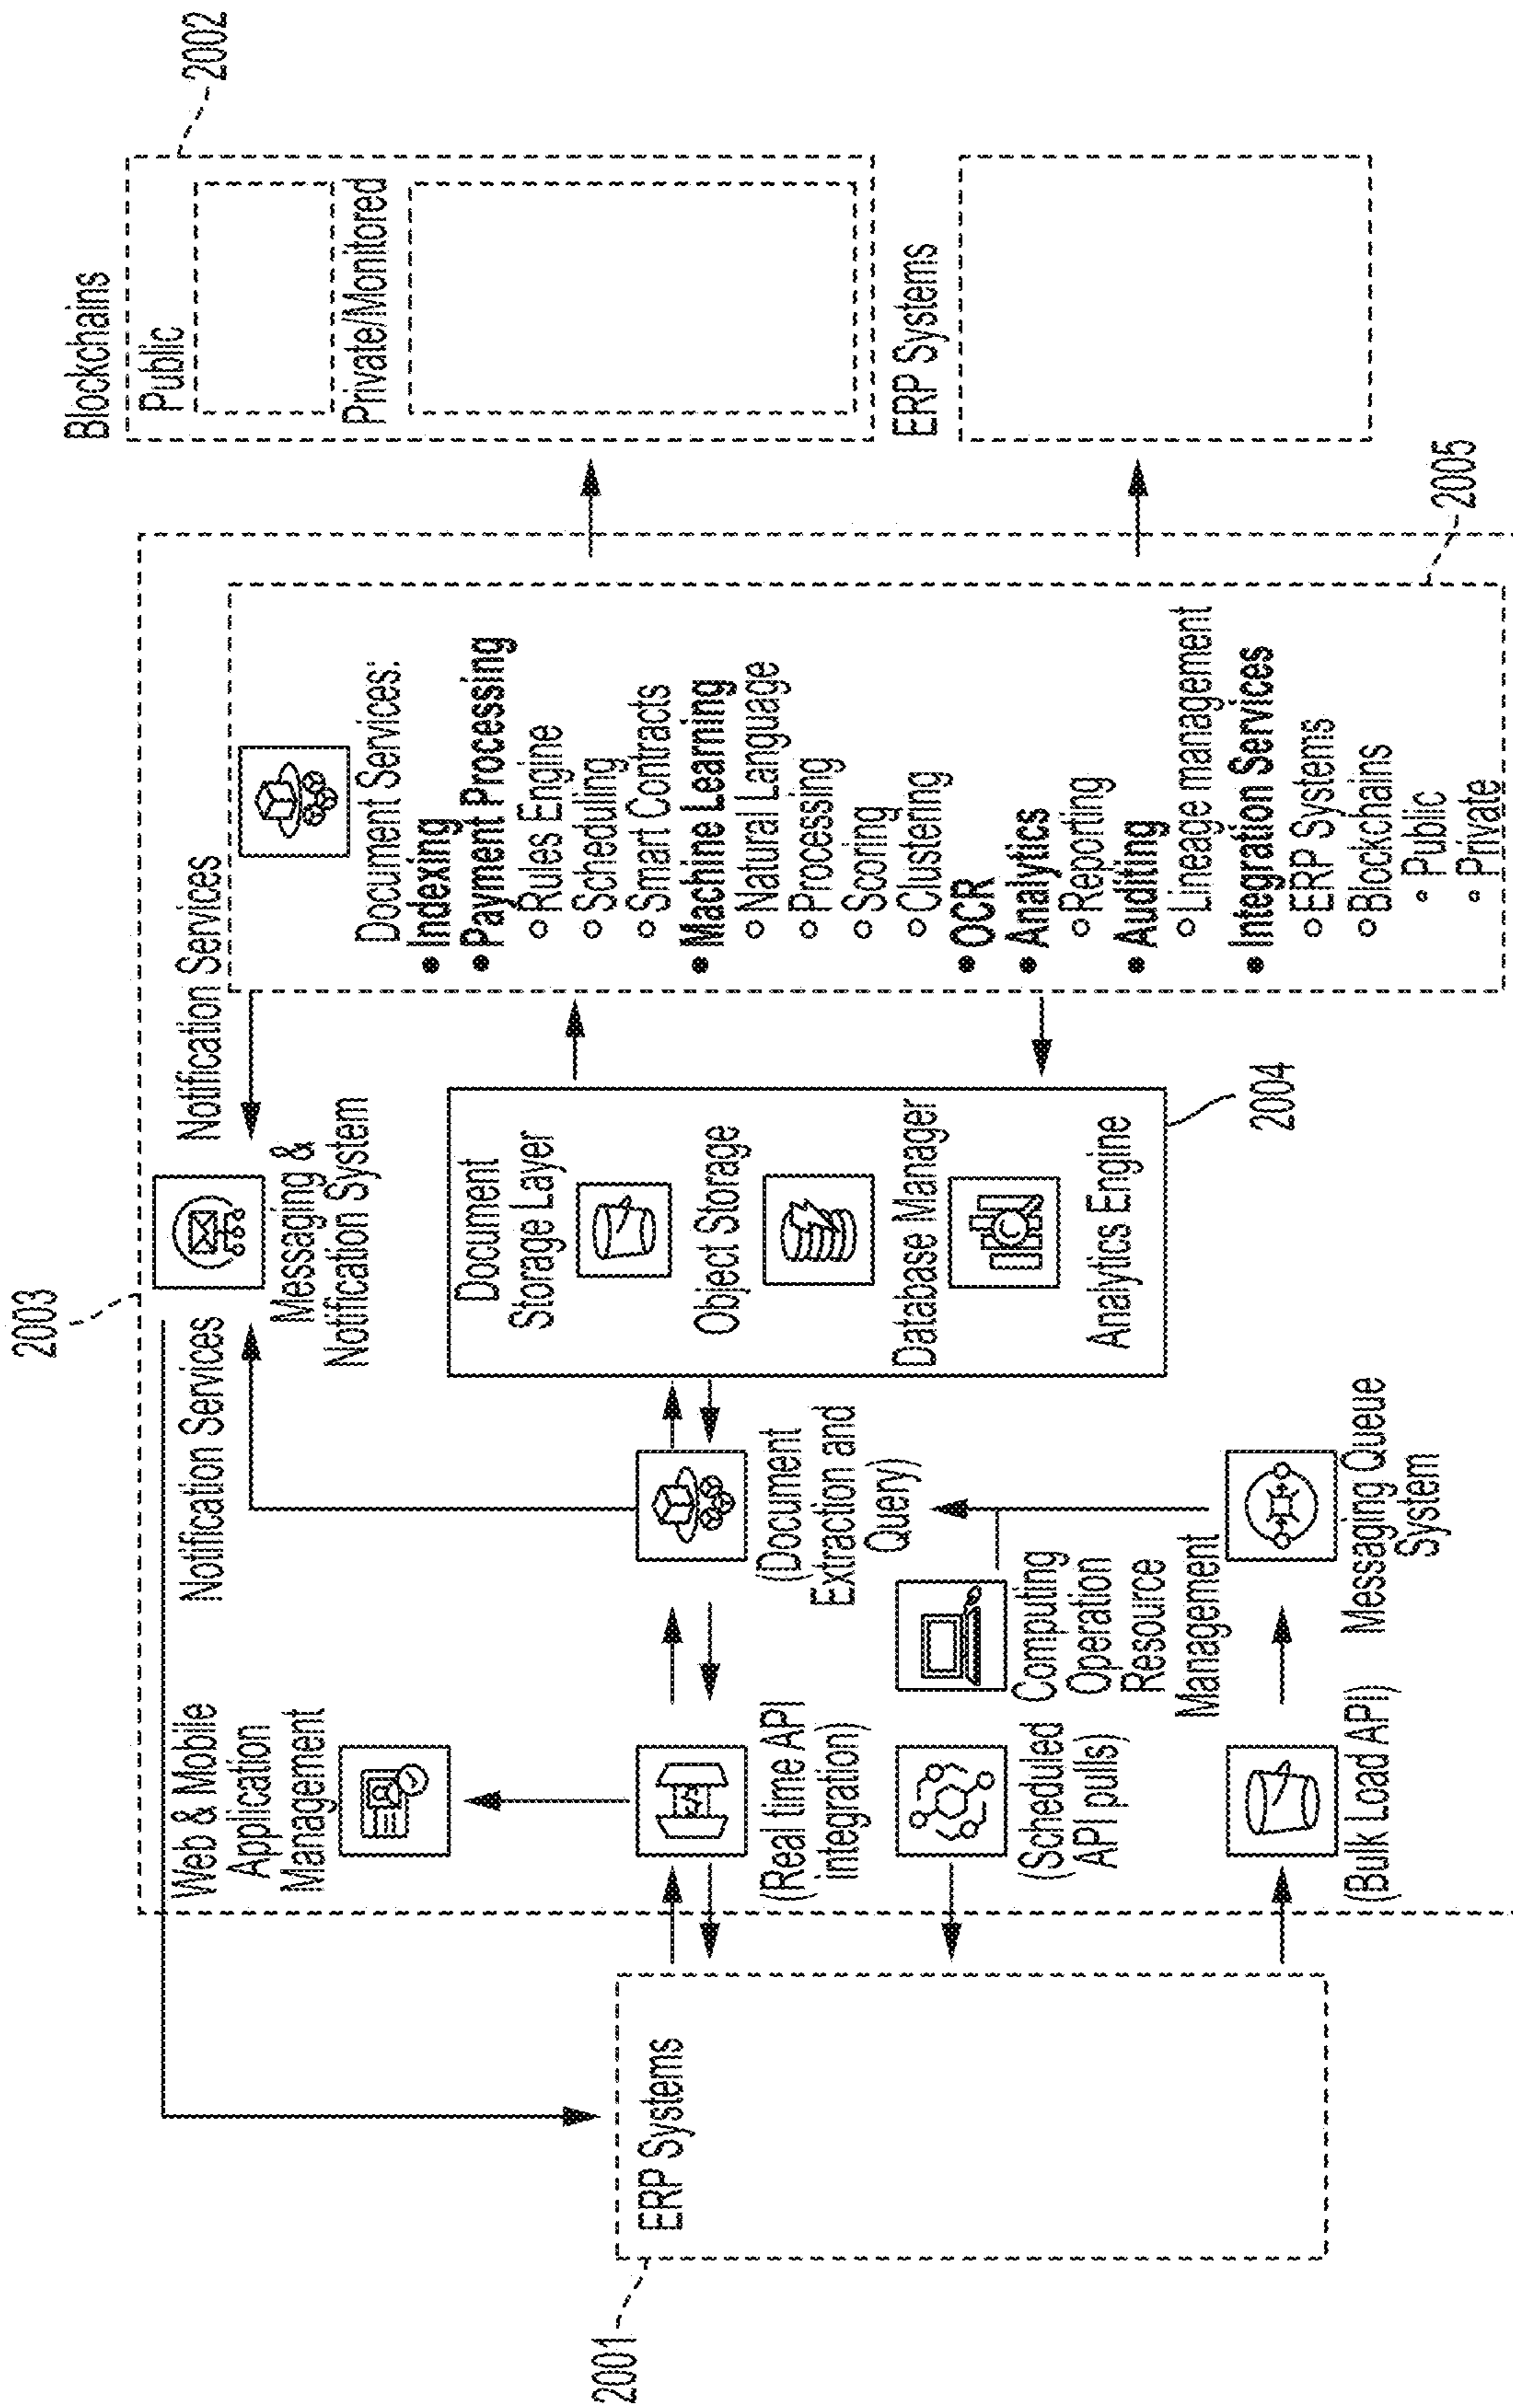 2003
2001
ERP Systems
Notification Services
Web & Mobile
Application
Management
(Real time API
integration)
(Scheduled
API pulls)
(Bulk Load API)
(Document
Extraction and
Query)
Computing
Operation
Resource
Management
Messaging Queue
System
Messaging &
Notification System
Notification Services
Document
Storage Layer
Object Storage
Database Manager
Analytics Engine
2004
Document Services:
• Indexing
• Payment Processing
○ Rules Engine
○ Scheduling
○ Smart Contracts
• Machine Learning
○ Natural Language
○ Processing
○ Scoring
○ Clustering
• OCR
• Analytics
○ Reporting
• Auditing
○ Lineage management
• Integration Services
○ ERP Systems
○ Blockchains
○ Public
○ Private
2005
Blockchains
2002
Public
Private/Monitored
ERP Systems